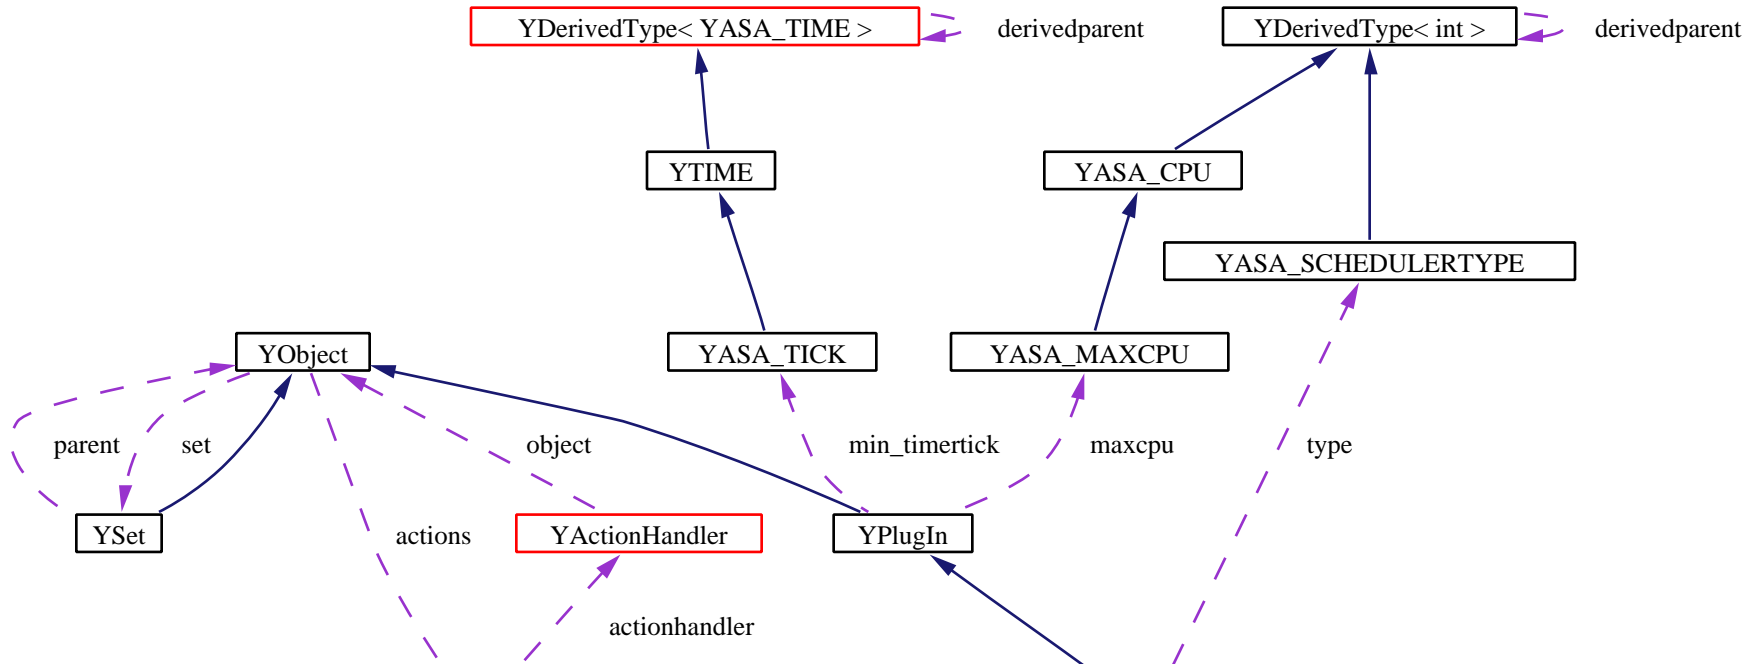 YDerivedType< YASA_TIME >
derivedparent
YDerivedType< int >
derivedparent
YTIME
YASA_CPU
YASA_SCHEDULERTYPE
YObject
YASA_TICK
YASA_MAXCPU
parent
set
object
min_timertick
maxcpu
type
YSet
actions
YActionHandler
YPlugIn
actionhandler